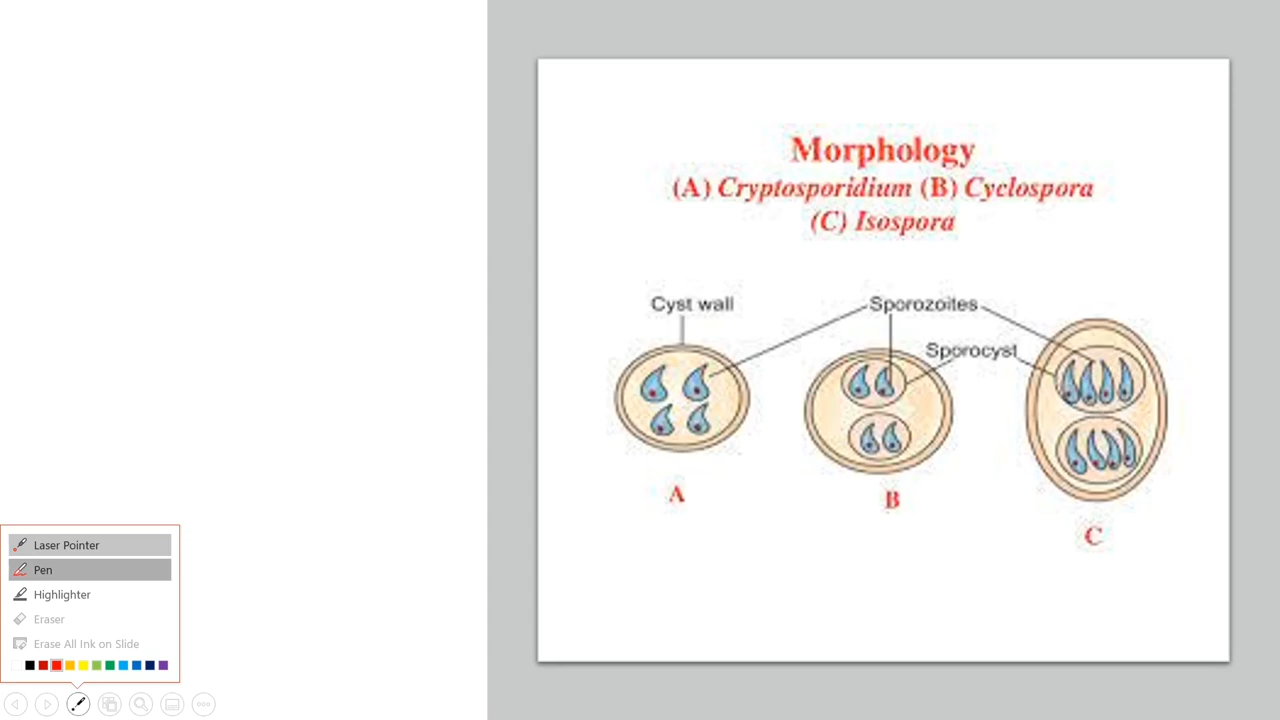 Morphology
(A) Cryptosporidium (B) Cyclospora
(C) Isospora
Cyst wall
Sporozoites
Sporocyst
A
B
C
Laser Pointer
Pen
Highlighter
Eraser
Erase All Ink on Slide